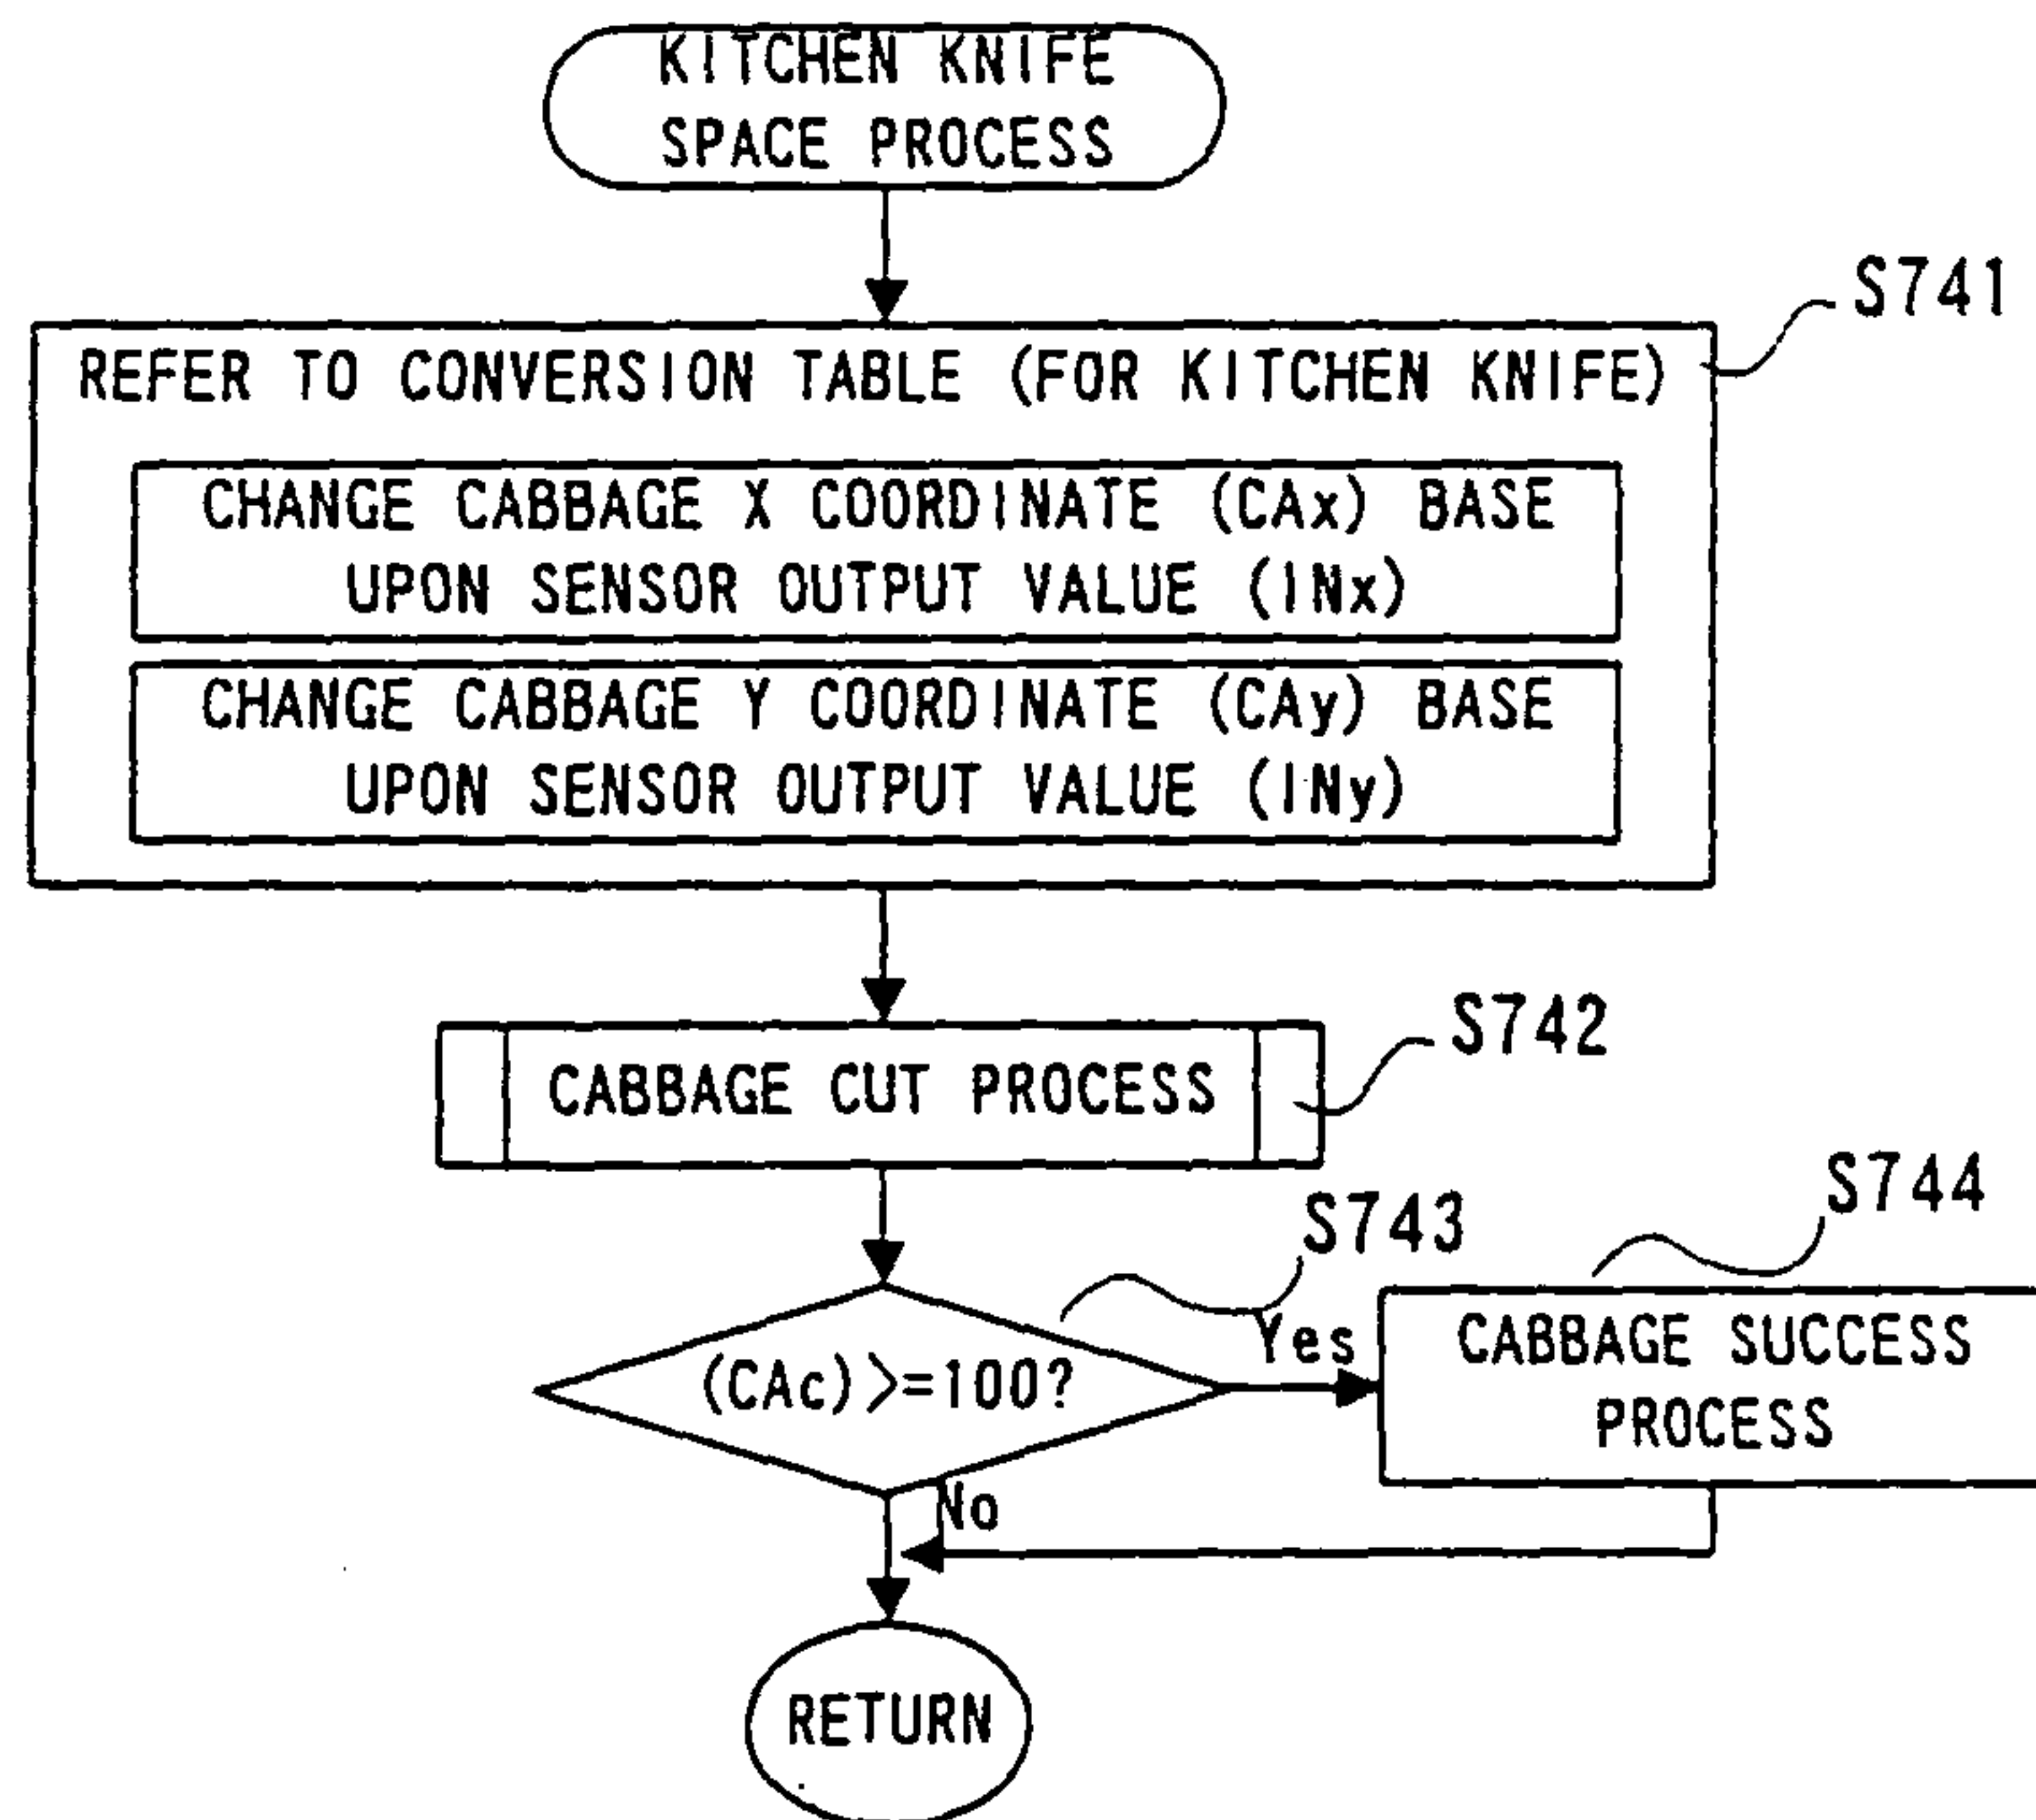 KITCHEN KNIFE
SPACE PROCESS
S741
REFER TO CONVERSION TABLE (FOR KITCHEN KNIFE)
CHANGE CABBAGE X COORDINATE (CAx) BASE
UPON SENSOR OUTPUT VALUE (INx)
CHANGE CABBAGE Y COORDINATE (CAy) BASE
UPON SENSOR OUTPUT VALUE (INy)
S742
CABBAGE CUT PROCESS
S743
S744
(CAc)>=100?
Yes
CABBAGE SUCCESS
PROCESS
No
RETURN